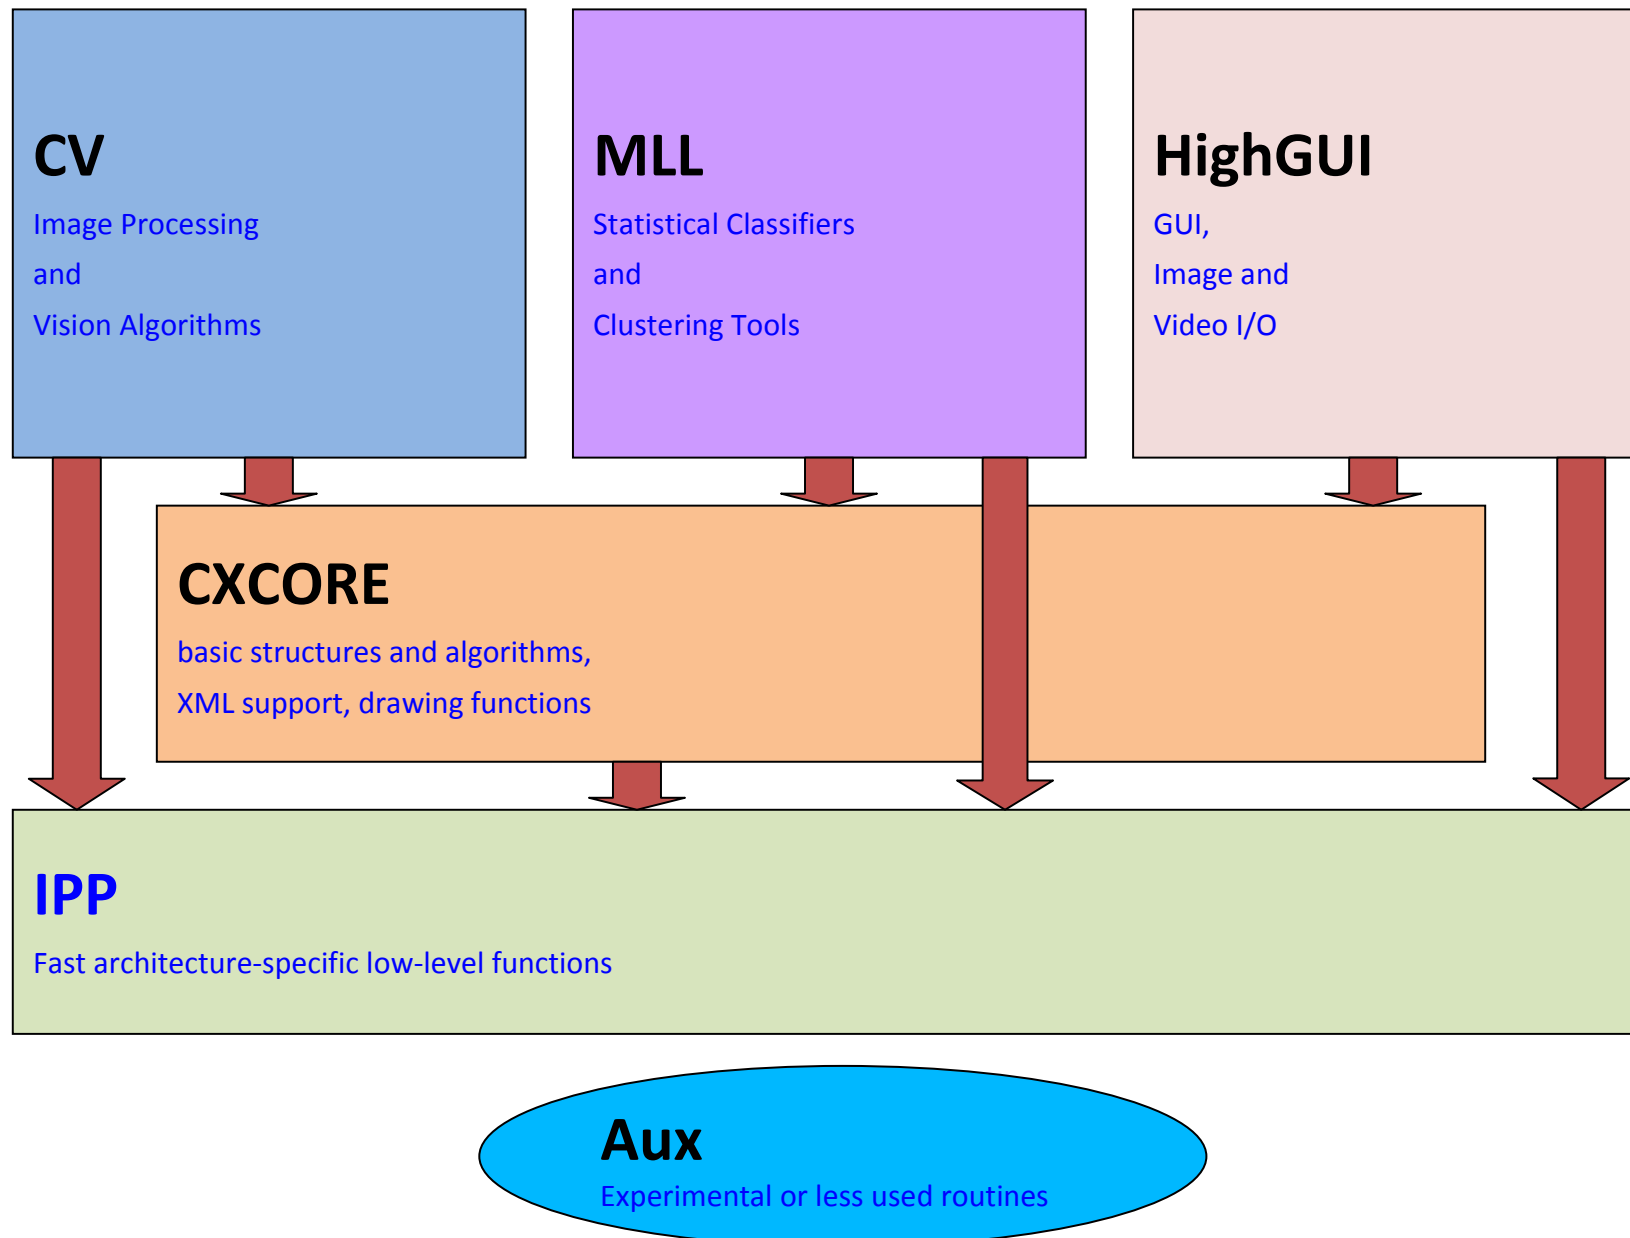 CV
Image Processing
and
Vision Algorithms
MLL
Statistical Classifiers
and
Clustering Tools
HighGUI
GUI,
Image and
Video I/O
CXCORE
basic structures and algorithms,
XML support, drawing functions
IPP
Fast architecture-specific low-level functions
Aux
Experimental or less used routines